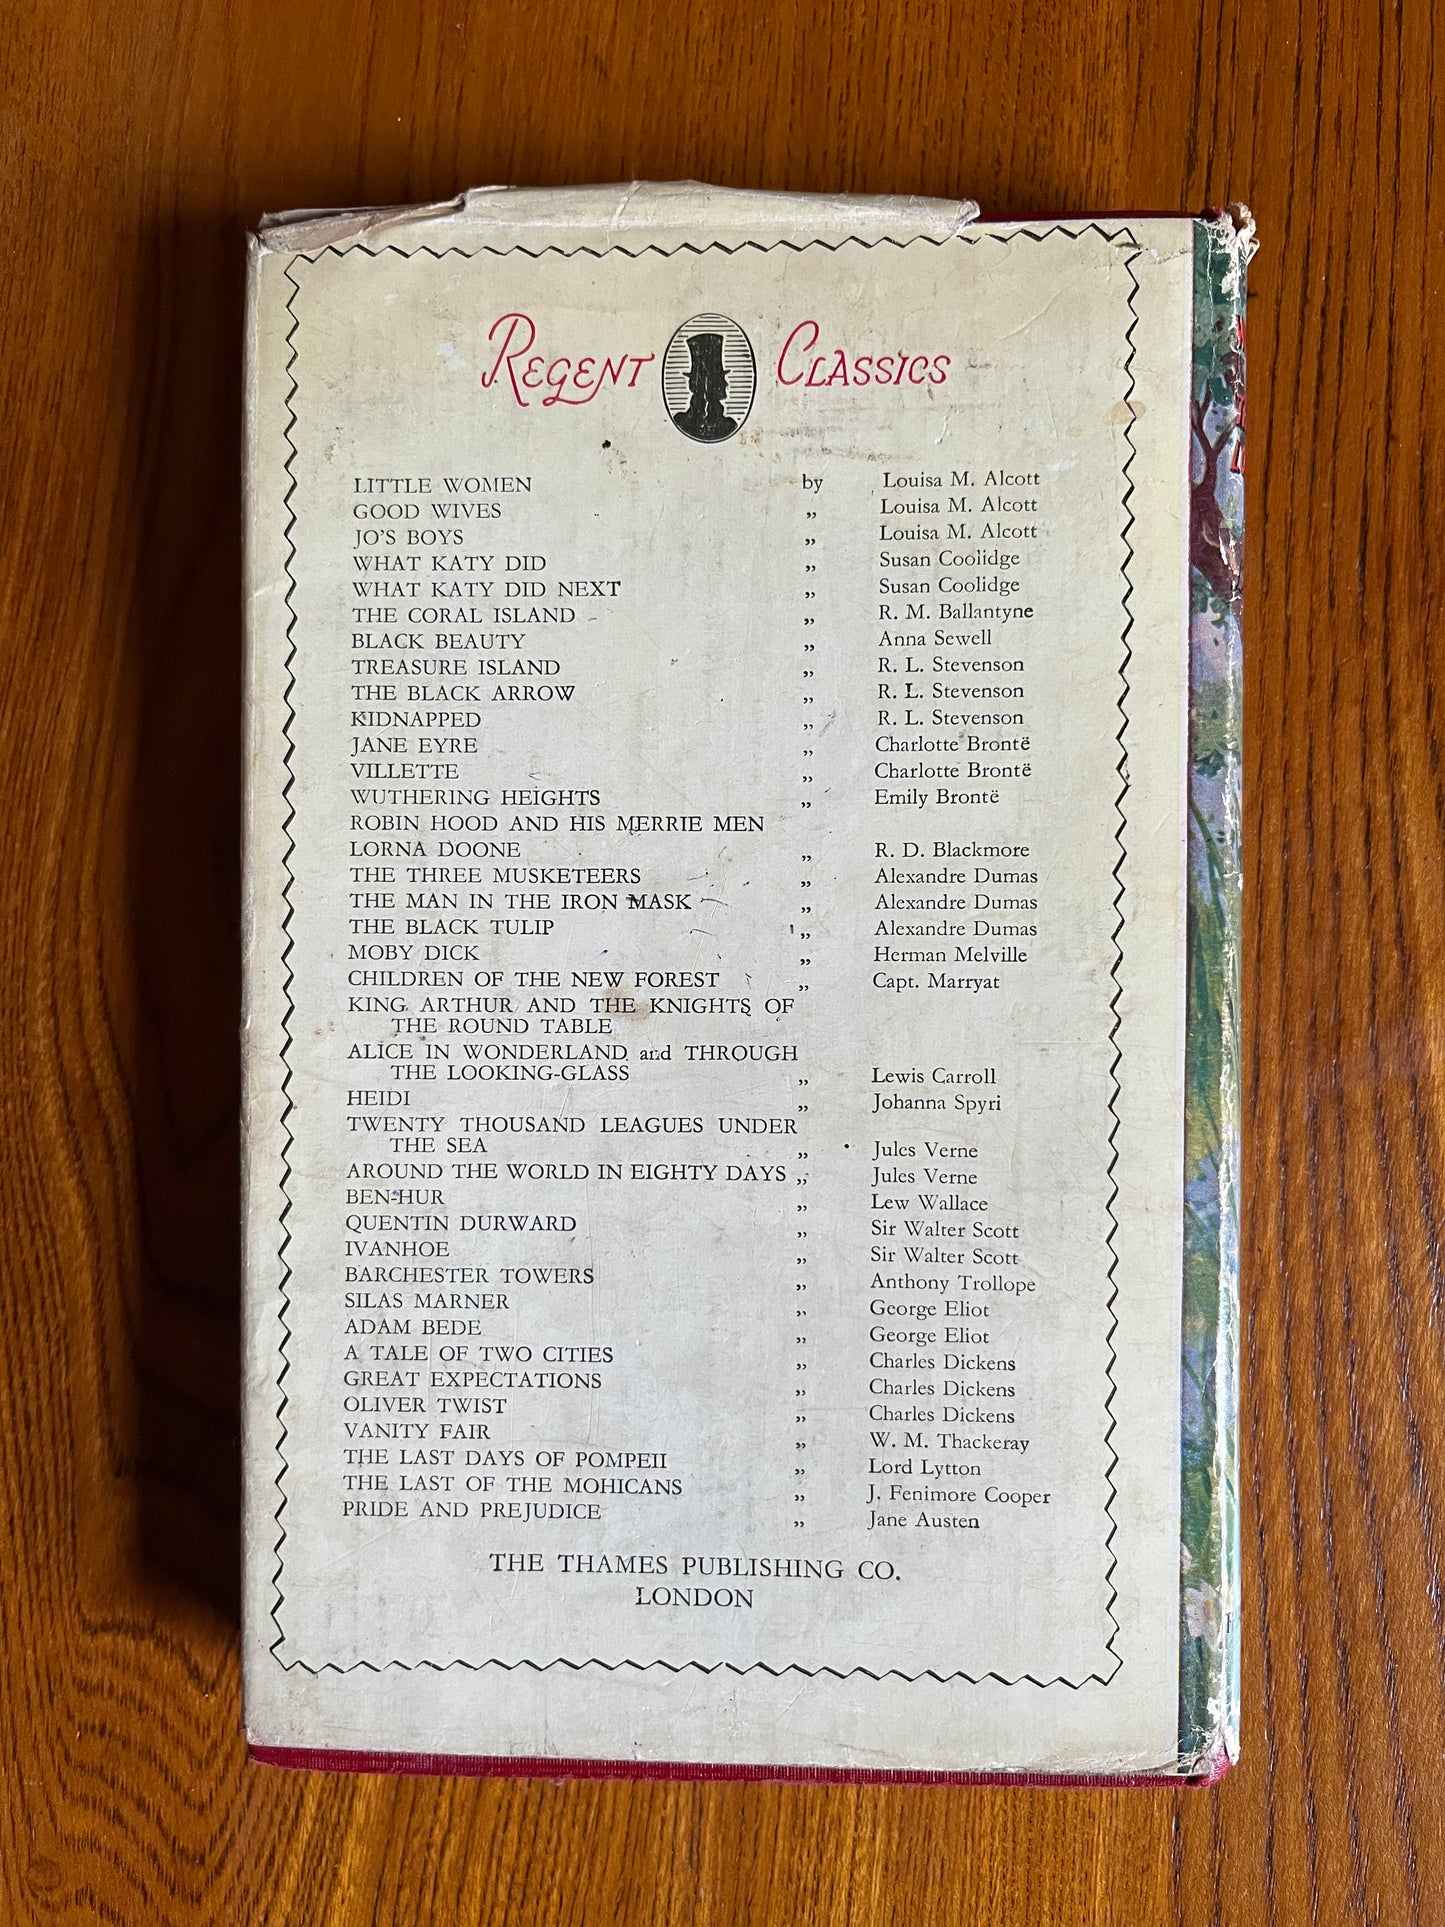 REGENT CLASSICS
LITTLE WOMEN by Louisa M. Alcott
GOOD WIVES „ Louisa M. Alcott
JO'S BOYS „ Louisa M. Alcott
WHAT KATY DID „ Susan Coolidge
WHAT KATY DID NEXT „ Susan Coolidge
THE CORAL ISLAND „ R. M. Ballantyne
BLACK BEAUTY „ Anna Sewell
TREASURE ISLAND „ R. L. Stevenson
THE BLACK ARROW „ R. L. Stevenson
KIDNAPPED „ R. L. Stevenson
JANE EYRE „ Charlotte Brontë
VILLETTE „ Charlotte Brontë
WUTHERING HEIGHTS „ Emily Brontë
ROBIN HOOD AND HIS MERRIE MEN
LORNA DOONE „ R. D. Blackmore
THE THREE MUSKETEERS „ Alexandre Dumas
THE MAN IN THE IRON MASK „ Alexandre Dumas
THE BLACK TULIP „ Alexandre Dumas
MOBY DICK „ Herman Melville
CHILDREN OF THE NEW FOREST „ Capt. Marryat
KING ARTHUR AND THE KNIGHTS OF
THE ROUND TABLE
ALICE IN WONDERLAND and THROUGH
THE LOOKING-GLASS „ Lewis Carroll
HEIDI „ Johanna Spyri
TWENTY THOUSAND LEAGUES UNDER
THE SEA „ Jules Verne
AROUND THE WORLD IN EIGHTY DAYS „ Jules Verne
BEN-HUR „ Lew Wallace
QUENTIN DURWARD „ Sir Walter Scott
IVANHOE „ Sir Walter Scott
BARCHESTER TOWERS „ Anthony Trollope
SILAS MARNER „ George Eliot
ADAM BEDE „ George Eliot
A TALE OF TWO CITIES „ Charles Dickens
GREAT EXPECTATIONS „ Charles Dickens
OLIVER TWIST „ Charles Dickens
VANITY FAIR „ W. M. Thackeray
THE LAST DAYS OF POMPEII „ Lord Lytton
THE LAST OF THE MOHICANS „ J. Fenimore Cooper
PRIDE AND PREJUDICE „ Jane Austen
THE THAMES PUBLISHING CO.
LONDON